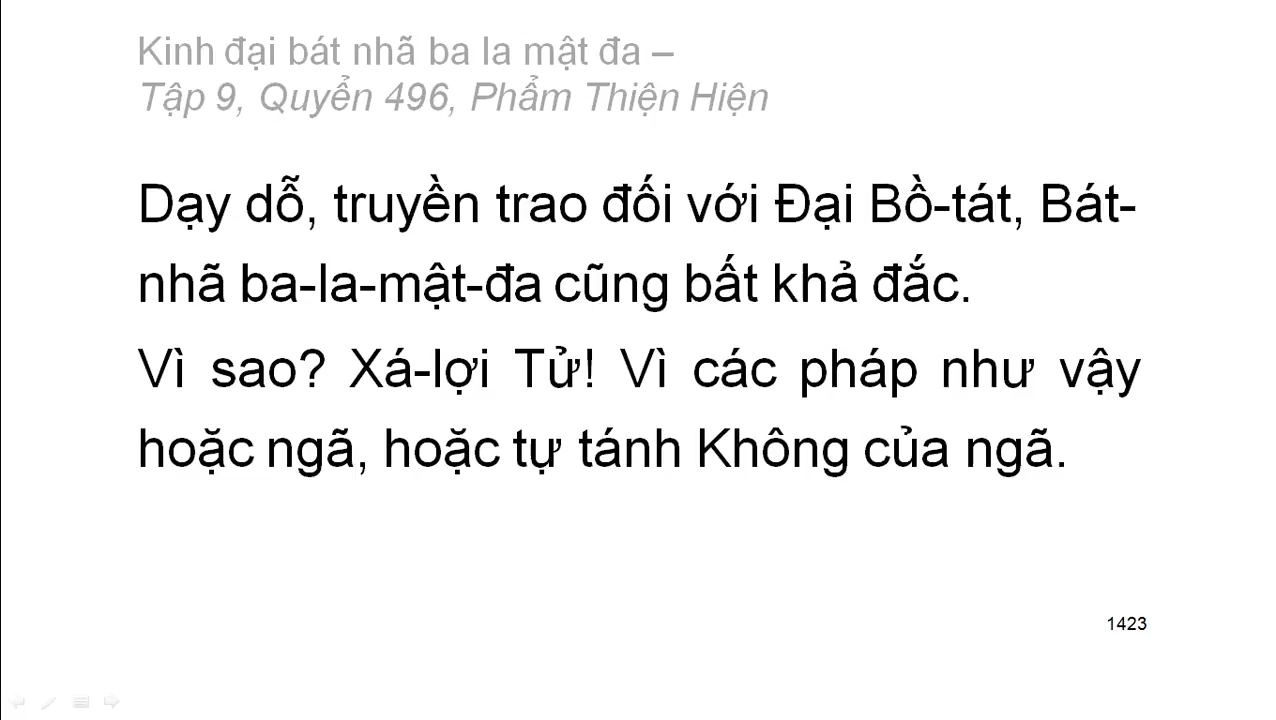 Kinh đại bát nhã ba la mật đa –
Tập 9, Quyển 496, Phẩm Thiện Hiện
Dạy dỗ, truyền trao đối với Đại Bồ-tát, Bát-
nhã ba-la-mật-đa cũng bất khả đắc.
Vì sao? Xá-lợi Tử! Vì các pháp như vậy
hoặc ngã, hoặc tự tánh Không của ngã.
1423